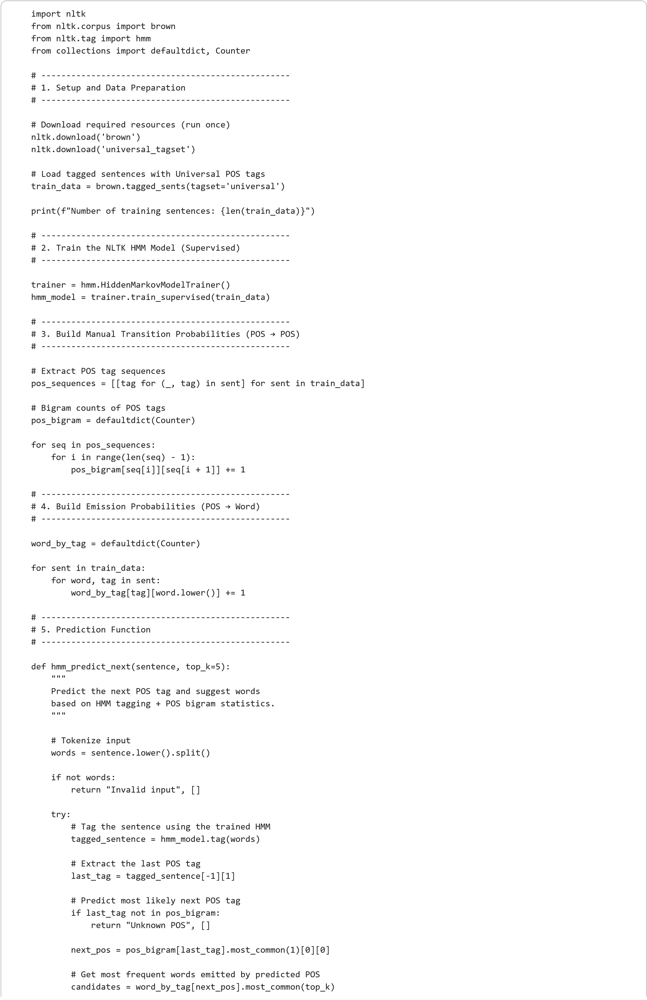 import nltk
from nltk.corpus import brown
from nltk.tag import hmm
from collections import defaultdict, Counter

# --------------------------------------------------
# 1. Setup and Data Preparation
# --------------------------------------------------

# Download required resources (run once)
nltk.download('brown')
nltk.download('universal_tagset')

# Load tagged sentences with Universal POS tags
train_data = brown.tagged_sents(tagset='universal')

print(f"Number of training sentences: {len(train_data)}")

# --------------------------------------------------
# 2. Train the NLTK HMM Model (Supervised)
# --------------------------------------------------

trainer = hmm.HiddenMarkovModelTrainer()
hmm_model = trainer.train_supervised(train_data)

# --------------------------------------------------
# 3. Build Manual Transition Probabilities (POS → POS)
# --------------------------------------------------

# Extract POS tag sequences
pos_sequences = [[tag for (_, tag) in sent] for sent in train_data]

# Bigram counts of POS tags
pos_bigram = defaultdict(Counter)

for seq in pos_sequences:
    for i in range(len(seq) - 1):
        pos_bigram[seq[i]][seq[i + 1]] += 1

# --------------------------------------------------
# 4. Build Emission Probabilities (POS → Word)
# --------------------------------------------------

word_by_tag = defaultdict(Counter)

for sent in train_data:
    for word, tag in sent:
        word_by_tag[tag][word.lower()] += 1

# --------------------------------------------------
# 5. Prediction Function
# --------------------------------------------------

def hmm_predict_next(sentence, top_k=5):
    """
    Predict the next POS tag and suggest words
    based on HMM tagging + POS bigram statistics.
    """

    # Tokenize input
    words = sentence.lower().split()

    if not words:
        return "Invalid input", []

    try:
        # Tag the sentence using the trained HMM
        tagged_sentence = hmm_model.tag(words)

        # Extract the last POS tag
        last_tag = tagged_sentence[-1][1]

        # Predict most likely next POS tag
        if last_tag not in pos_bigram:
            return "Unknown POS", []

        next_pos = pos_bigram[last_tag].most_common(1)[0][0]

        # Get most frequent words emitted by predicted POS
        candidates = word_by_tag[next_pos].most_common(top_k)